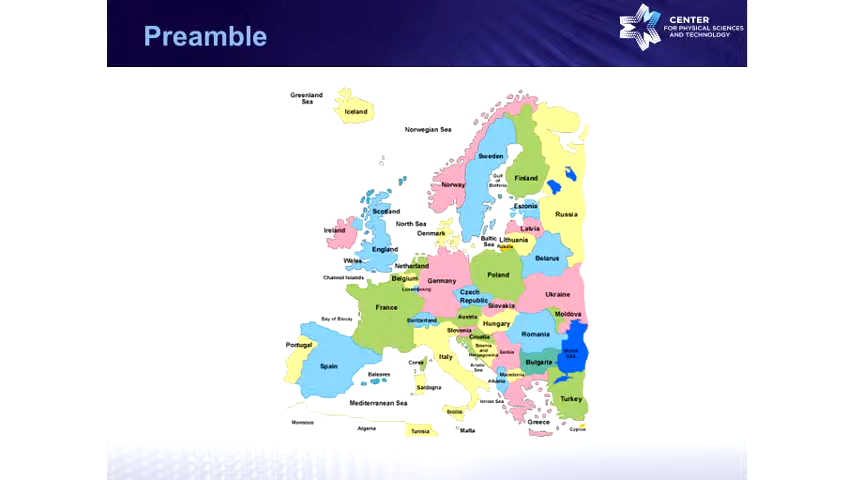 Preamble
CENTER
FOR PHYSICAL SCIENCES
AND TECHNOLOGY
Greenland
Sea
Iceland
Norwegian Sea
Sweden
Finland
Gulf
of
Bothnia
Norway
Russia
Estonia
Scotland
North Sea
Ireland
Denmark
Latvia
Baltic
Sea
Lithuania
Russia
England
Wales
Belarus
Netherland
Channel Islands
Belgium
Germany
Poland
Luxembourg
Czech
Republic
Ukraine
France
Slovakia
Moldova
Bay of Biscay
Switzerland
Austria
Hungary
Slovenia
Romania
Croatia
Portugal
Bosnia
and
Herzegovina
Serbia
Black
Sea
Italy
Spain
Corse
Adriatic
Sea
Bulgaria
Baleares
Macedonia
Albania
Sardegna
Mediterranean Sea
Ionian Sea
Turkey
Sicilia
Morocco
Algeria
Tunisia
Malta
Greece
Cyprus